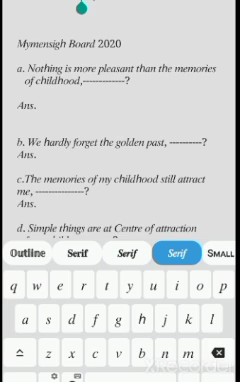 Mymensigh Board 2020
a. Nothing is more pleasant than the memories
of childhood,-------------?
Ans.
b. We hardly forget the golden past, ----------?
Ans.
c.The memories of my childhood still attract
me, ---------------?
Ans.
d. Simple things are at Centre of attraction
Outline Serif Serif Serif SMALL
q w e r t y u i o p
a s d f g h j k l
z x c v b n m